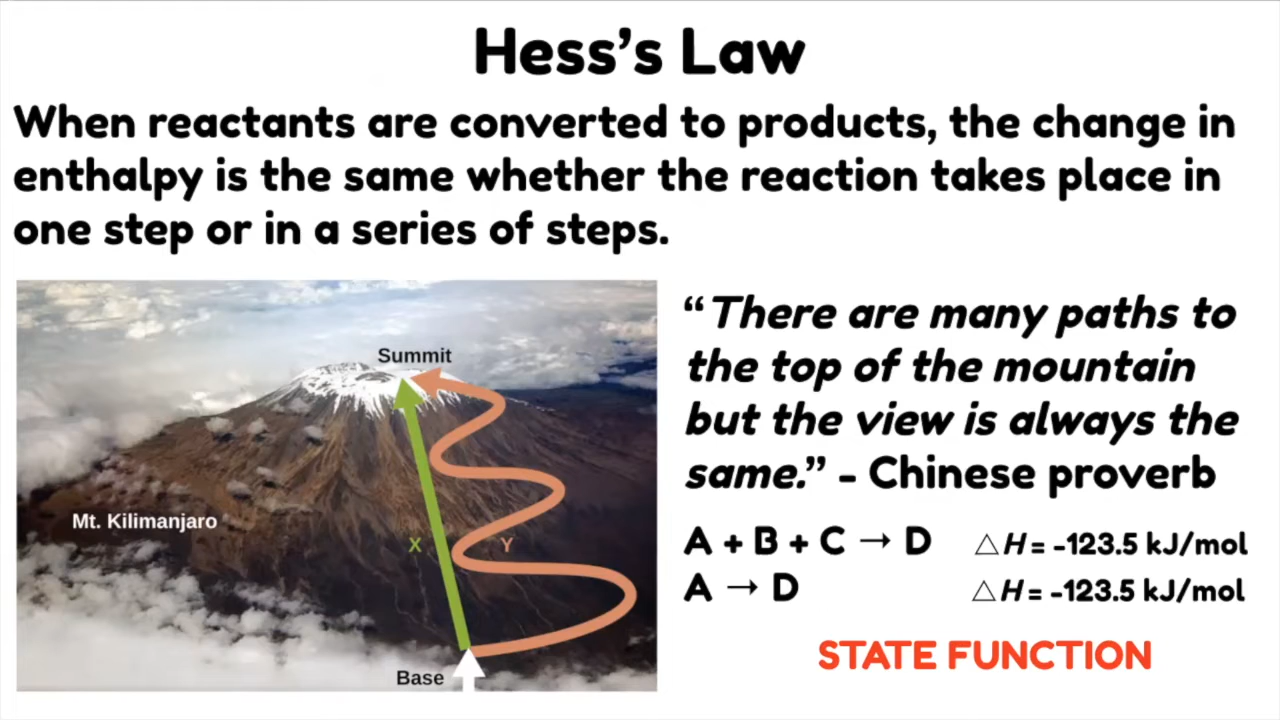 Hess’s Law
When reactants are converted to products, the change in
enthalpy is the same whether the reaction takes place in
one step or in a series of steps.
Summit
Mt. Kilimanjaro
X
Y
Base
“There are many paths to
the top of the mountain
but the view is always the
same.” - Chinese proverb
A + B + C → D △H = -123.5 kJ/mol
A → D △H = -123.5 kJ/mol
STATE FUNCTION